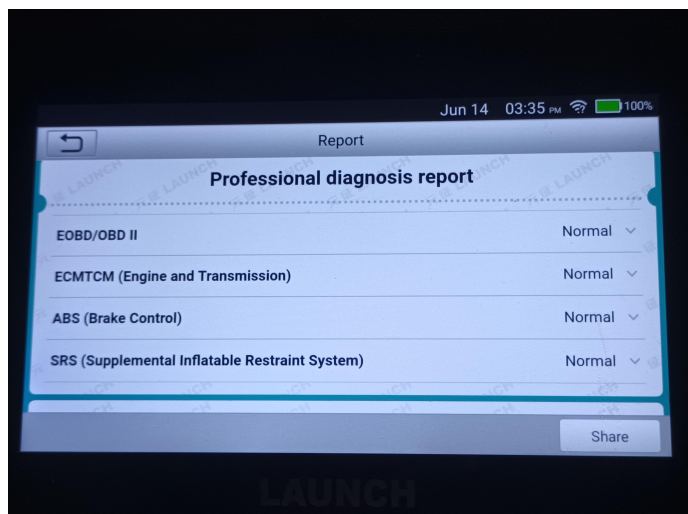 Jun 14 03:35 PM 100%
Report
Professional diagnosis report
EOBD/OBD II Normal
ECMTCM (Engine and Transmission) Normal
ABS (Brake Control) Normal
SRS (Supplemental Inflatable Restraint System) Normal
Share
LAUNCH